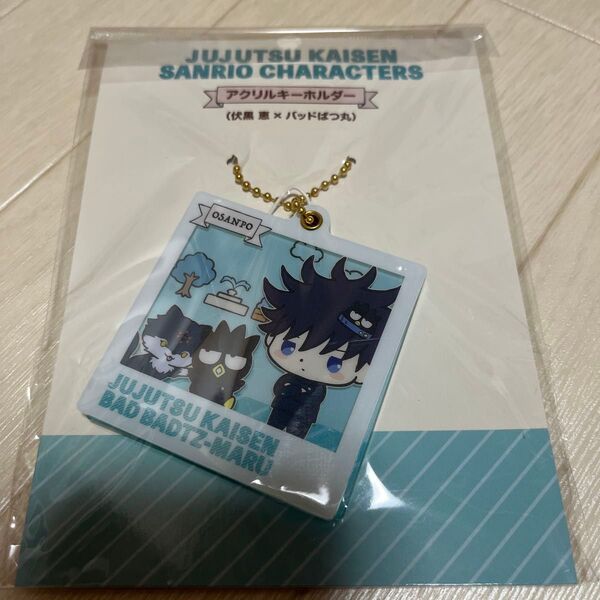 JUJUTSU KAISEN
SANRIO CHARACTERS
アクリルキーホルダー
(伏黒 恵×バッドばつ丸)
OSANPO
JUJUTSU KAISEN
BAD BADTZ-MARU